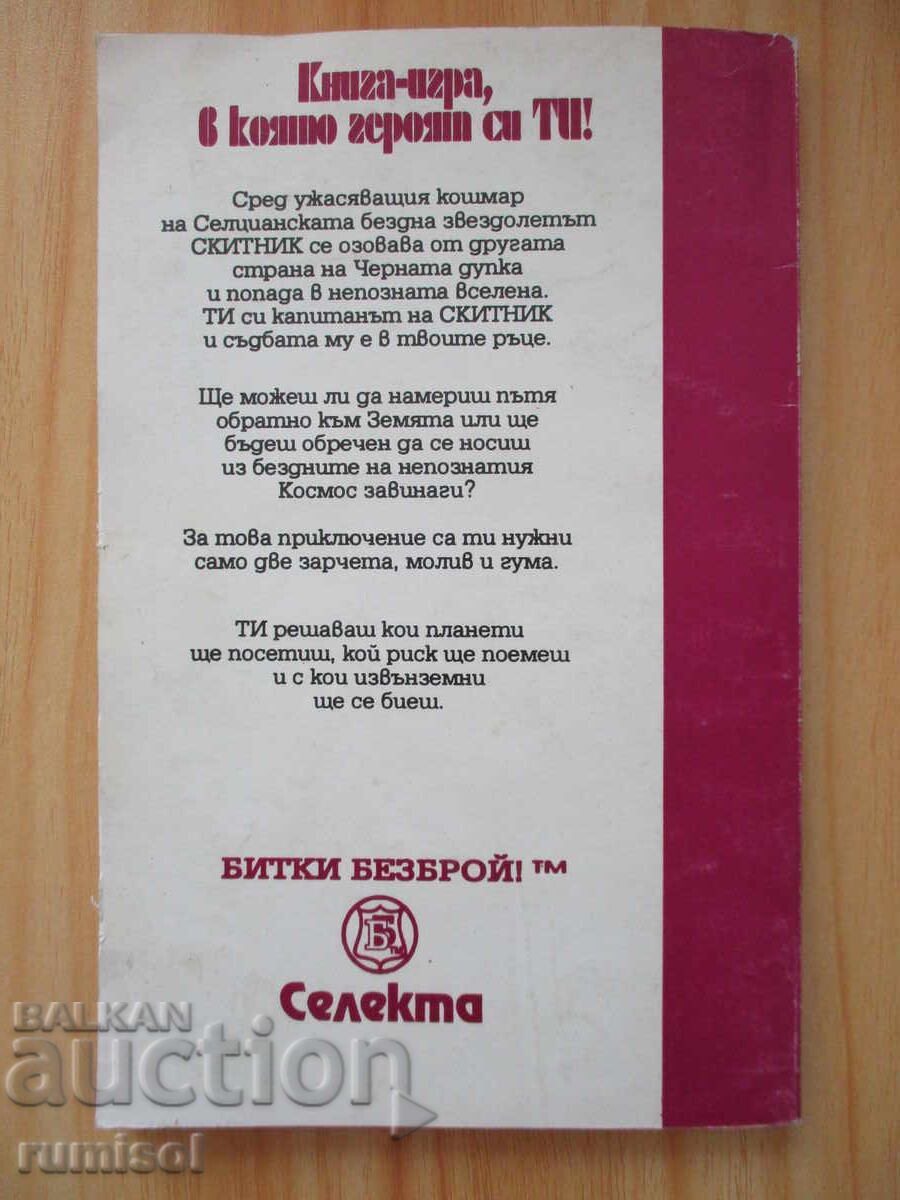 Книга-игра,
в която героят си ТИ!
Сред ужасяващия кошмар
на Селцианската бездна звездолетът
СКИТНИК се озовава от другата
страна на Черната дупка
и попада в непозната вселена.
ТИ си капитанът на СКИТНИК
и съдбата му е в твоите ръце.
Ще можеш ли да намериш пътя
обратно към Земята или ще
бъдеш обречен да се носиш
из бездните на непознатия
Космос завинаги?
За това приключение са ти нужни
само две зарчета, молив и гума.
ТИ решаваш кои планети
ще посетиш, кой риск ще поемеш
и с кои извънземни
ще се биеш.
БИТКИ БЕЗБРОЙ! ™
Б ™
Селекта
BALKAN
auction
rumisol